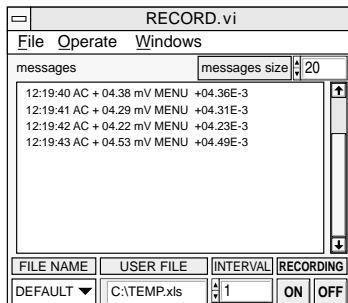 RECORD.vi
File Operate Windows
messages messages size 20
12:19:40 AC + 04.38 mV MENU +04.36E-3
12:19:41 AC + 04.29 mV MENU +04.31E-3
12:19:42 AC + 04.22 mV MENU +04.23E-3
12:19:43 AC + 04.53 mV MENU +04.49E-3
FILE NAME USER FILE INTERVAL RECORDING
DEFAULT C:\TEMP.xls 1 ON OFF